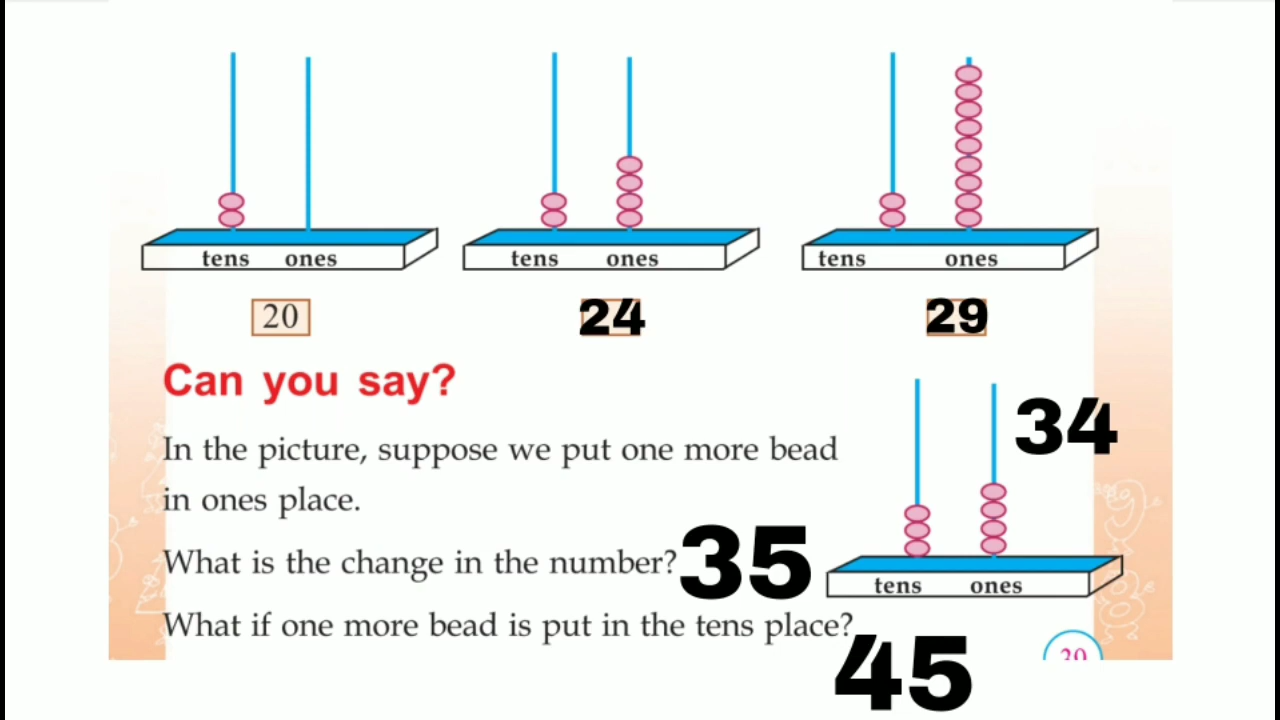 tens ones
tens ones
tens ones
20
24
29
Can you say?
34
In the picture, suppose we put one more bead
in ones place.
What is the change in the number? 35
tens ones
What if one more bead is put in the tens place?
45